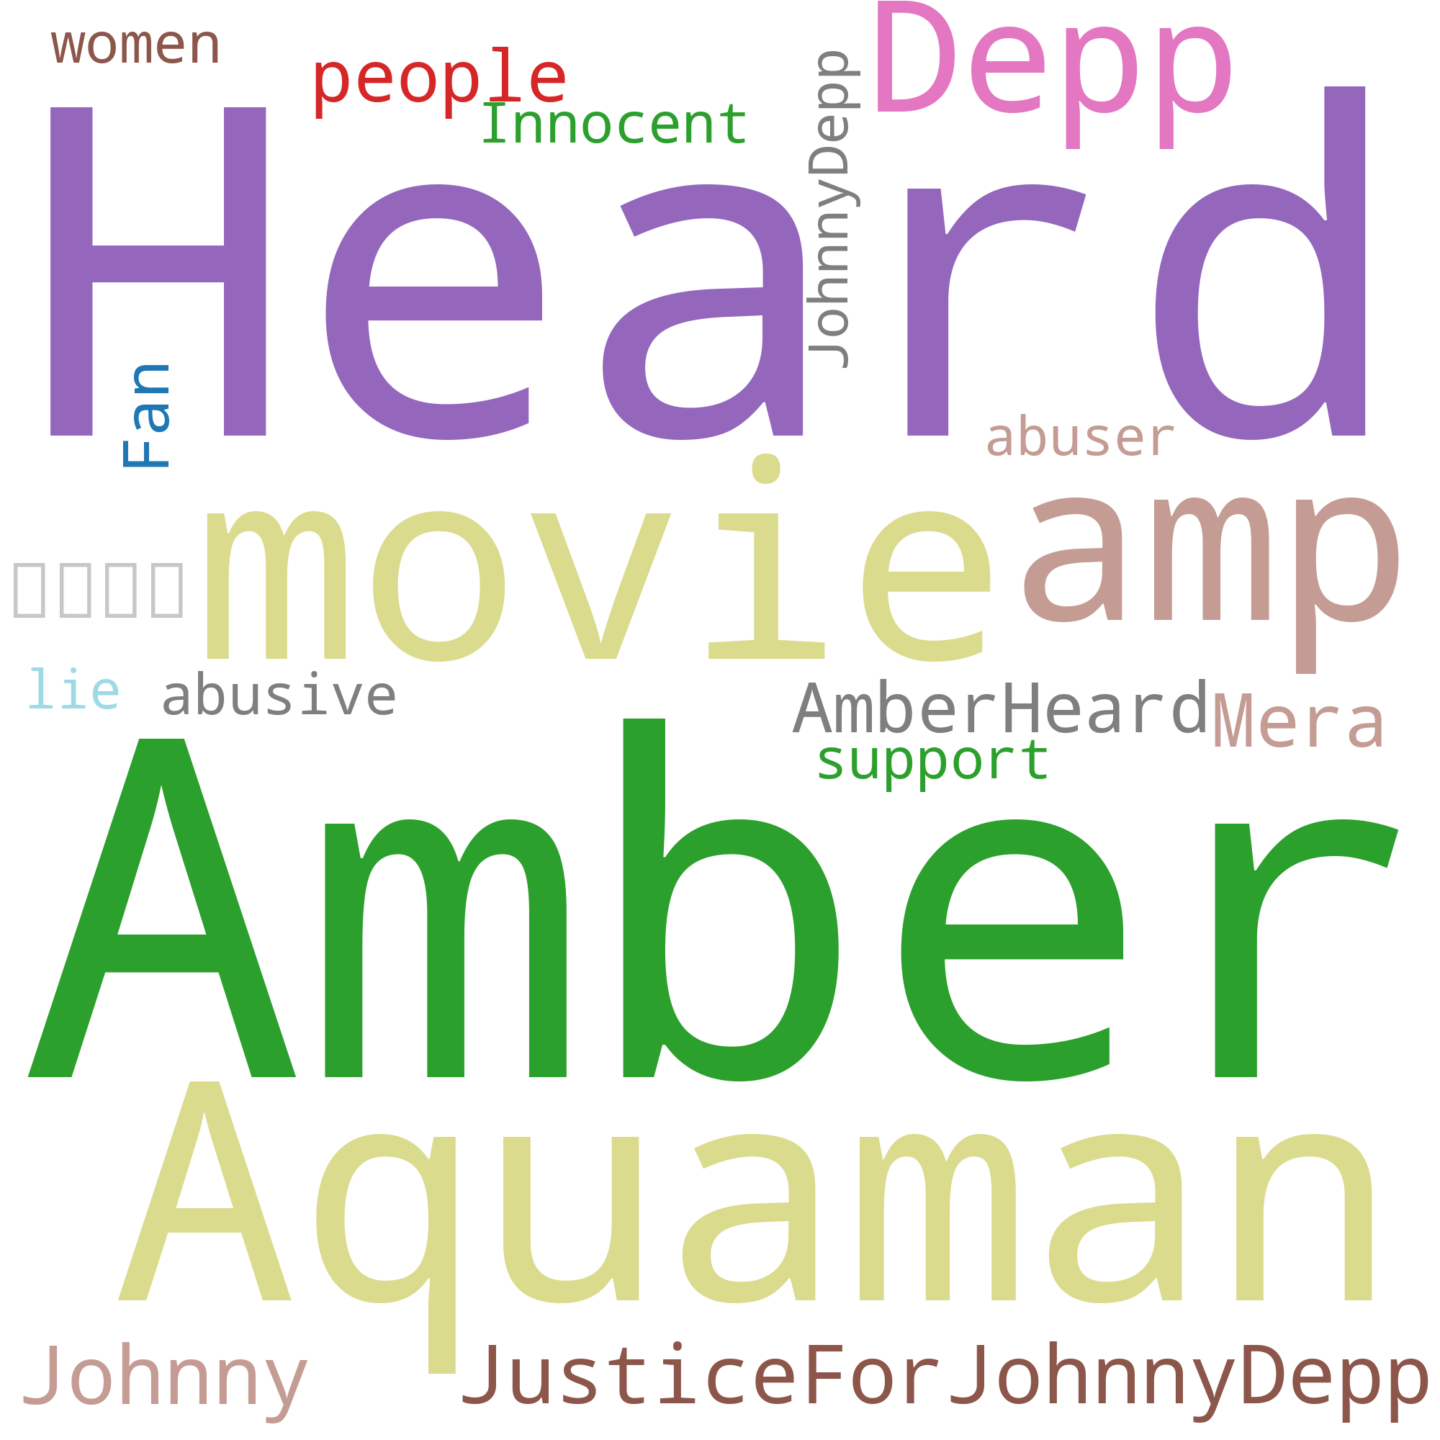 women
people
Depp
Innocent
JohnnyDepp
Heard
Fan
abuser
movie
amp
lie
abusive
AmberHeard
Mera
support
Amber
Aquaman
Johnny
JusticeForJohnnyDepp